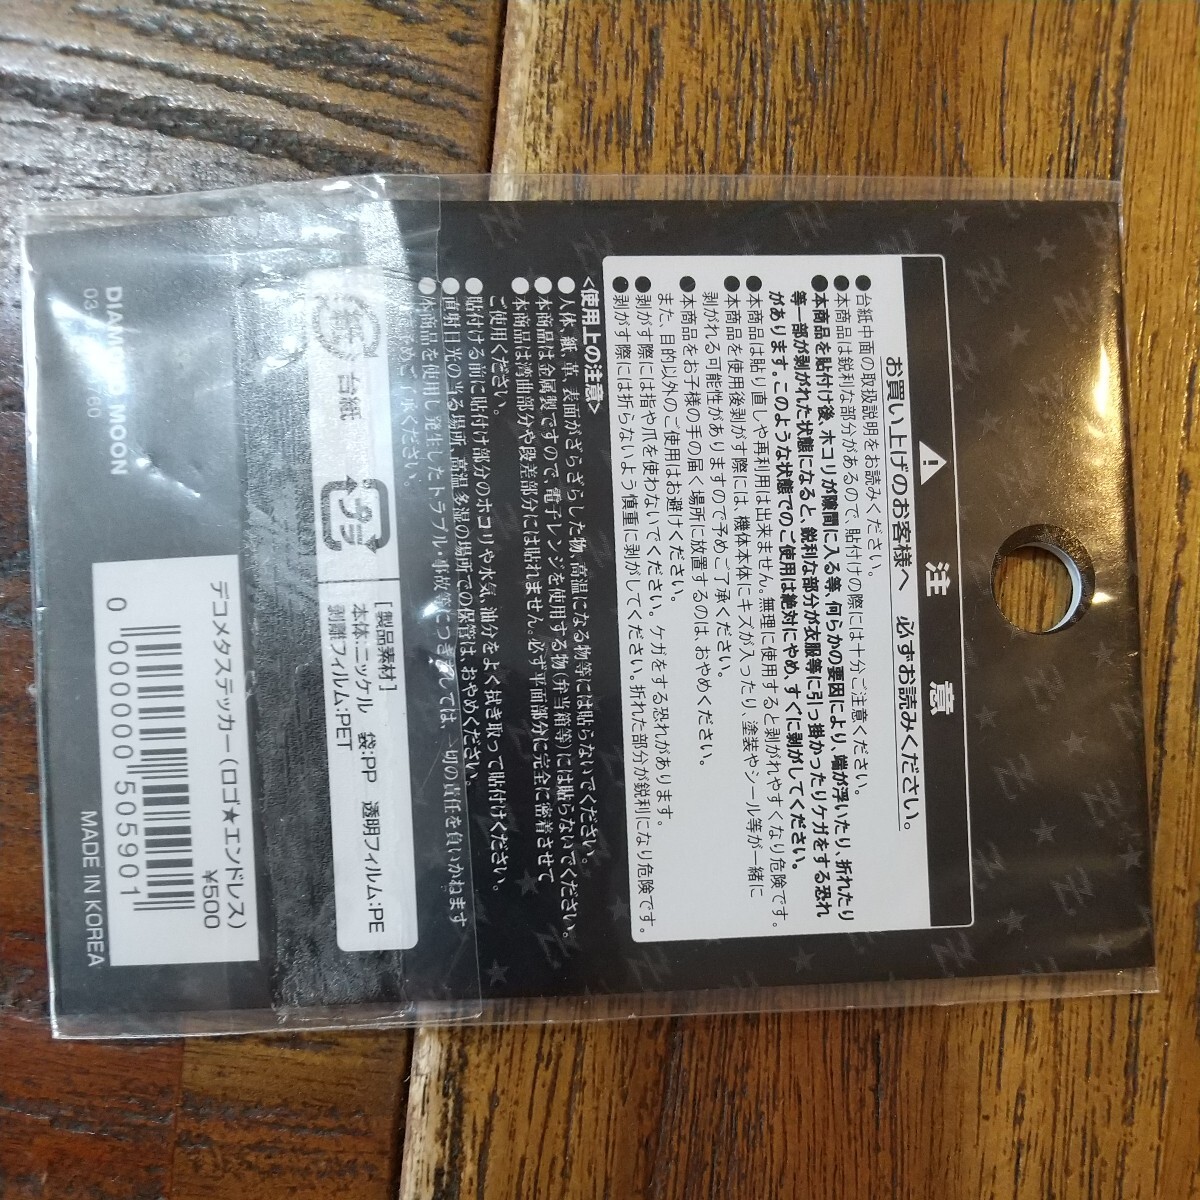 ⚠ 注意
お買い上げのお客様へ 必ずお読みください。
●台紙中面の取扱説明をお読みください。
●本商品は鋭利な部分があるので、貼付けの際には十分ご注意ください。
●本商品を貼付け後、ホコリが隙間に入る等、何らかの要因により、端が浮いたり、折れたり
等一部が剥がれた状態になると、鋭利な部分が衣服等に引っ掛かったりケガをする恐れ
があります。このような状態でのご使用は絶対にやめ、すぐに剥がしてください。
●本商品は貼り直しや再利用は出来ません。無理に使用すると剥がれやすくなり危険です。
●本商品を使用後剥がす際には、機体本体にキズが入ったり、塗装やシール等が一緒に
剥がれる可能性がありますので予めご了承ください。
●本商品をお子様の手の届く場所に放置するのは、おやめください。
また、目的以外のご使用はお避けください。
●剥がす際には指や爪を使わないでください。ケガをする恐れがあります。
●剥がす際には折らないよう慎重に剥がしてください。折れた部分が鋭利になり危険です。
<使用上の注意>
●人体、紙、革、表面がざらざらした物、高温になる物等には貼らないでください。
●本商品は金属製ですので、電子レンジを使用する物(弁当箱等)には貼らないでください。
●本商品は湾曲部分や段差部分には貼れません。必ず平面部分に完全に密着させて
ご使用ください。
●貼付ける前に貼付け部分のホコリや水気、油分をよく拭き取って貼付けください。
●直射日光の当る場所、高温多湿の場所での保管は、おやめください。
●本商品を使用し発生したトラブル・事故等につきましては、一切の責任を負いかねます
ご了承ください。
紙 台紙
プラ
[製品素材]
本体:ニッケル 袋:PP 透明フィルム:PE
剥離フィルム:PET
デコメタステッカー(ロゴ★エンドレス)
¥500
0 000000 505901
DIAMOND MOON
03
MADE IN KOREA